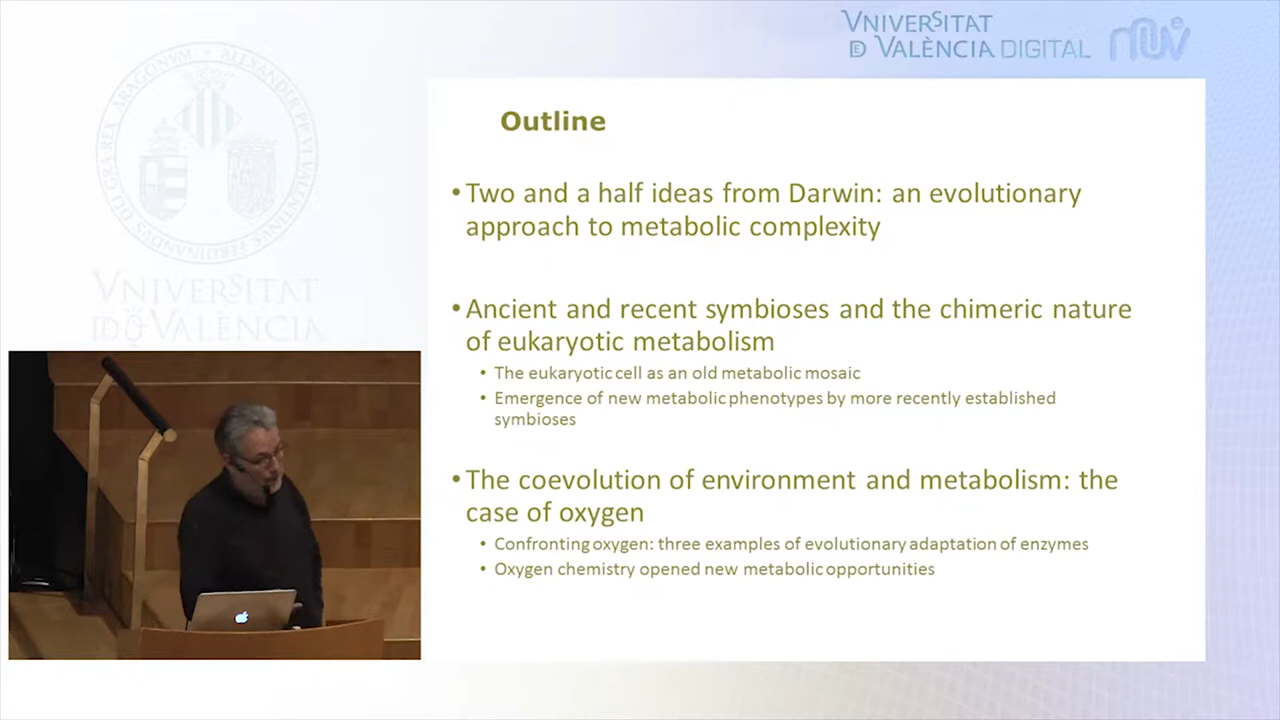 VNIVERSITAT
DE VALÈNCIA DIGITAL
Outline
• Two and a half ideas from Darwin: an evolutionary
approach to metabolic complexity
• Ancient and recent symbioses and the chimeric nature
of eukaryotic metabolism
• The eukaryotic cell as an old metabolic mosaic
• Emergence of new metabolic phenotypes by more recently established
symbioses
• The coevolution of environment and metabolism: the
case of oxygen
• Confronting oxygen: three examples of evolutionary adaptation of enzymes
• Oxygen chemistry opened new metabolic opportunities
VNIVERSITAT
DE VALÈNCIA